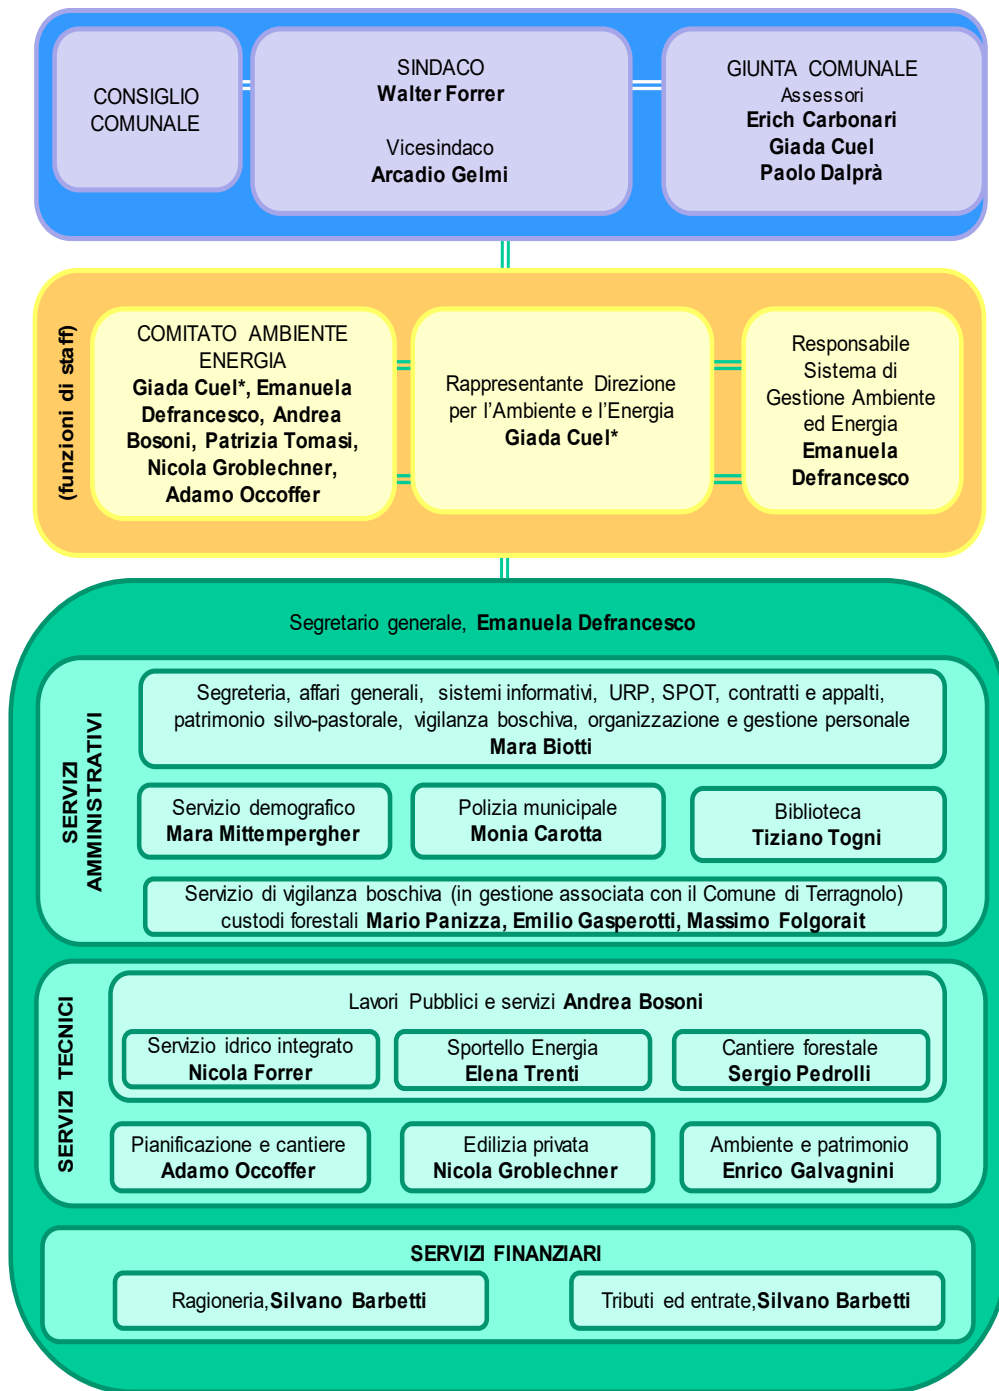 CONSIGLIO
COMUNALE
SINDACO
Walter Forrer
Vicesindaco
Arcadio Gelmi
GIUNTA COMUNALE
Assessori
Erich Carbonari
Giada Cuel
Paolo Dalprà
(funzioni di staff)
COMITATO AMBIENTE
ENERGIA
Giada Cuel*, Emanuela
Defrancesco, Andrea
Bosoni, Patrizia Tomasi,
Nicola Groblechner,
Adamo Occoffer
Rappresentante Direzione
per l'Ambiente e l'Energia
Giada Cuel*
Responsabile
Sistema di
Gestione Ambiente
ed Energia
Emanuela
Defrancesco
Segretario generale, Emanuela Defrancesco
SERVIZI
AMMINISTRATIVI
Segreteria, affari generali, sistemi informativi, URP, SPOT, contratti e appalti,
patrimonio silvo-pastorale, vigilanza boschiva, organizzazione e gestione personale
Mara Biotti
Servizio demografico
Mara Mittempergher
Polizia municipale
Monia Carotta
Biblioteca
Tiziano Togni
Servizio di vigilanza boschiva (in gestione associata con il Comune di Terragnolo)
custodi forestali Mario Panizza, Emilio Gasperotti, Massimo Folgorait
SERVIZI TECNICI
Lavori Pubblici e servizi Andrea Bosoni
Servizio idrico integrato
Nicola Forrer
Sportello Energia
Elena Trenti
Cantiere forestale
Sergio Pedrolli
Pianificazione e cantiere
Adamo Occoffer
Edilizia privata
Nicola Groblechner
Ambiente e patrimonio
Enrico Galvagnini
SERVIZI FINANZIARI
Ragioneria,Silvano Barbetti
Tributi ed entrate,Silvano Barbetti